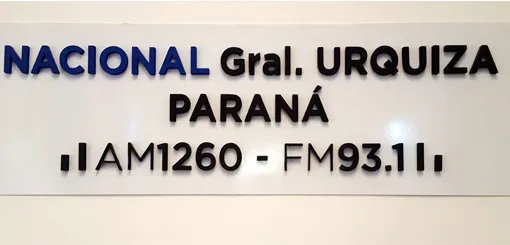 NACIONAL Gral. URQUIZA
PARANÁ
AM1260 - FM93.1